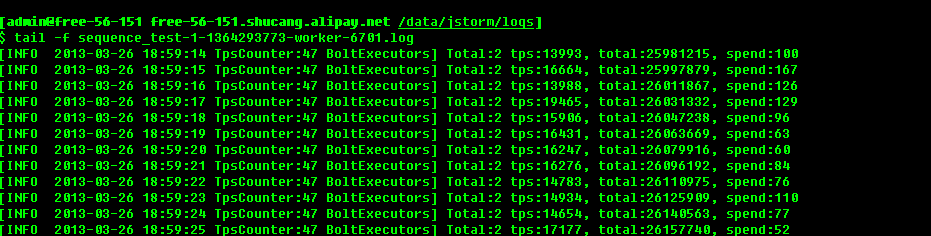 [admin@free-56-151 free-56-151.shucang.alipay.net /data/jstorm/logs]
$ tail -f sequence_test-1-1364293773-worker-6701.log
[INFO  2013-03-26 18:59:14 TpsCounter:47 BoltExecutors] Total:2 tps:13993, total:25981215, spend:100
[INFO  2013-03-26 18:59:15 TpsCounter:47 BoltExecutors] Total:2 tps:16664, total:25997879, spend:167
[INFO  2013-03-26 18:59:16 TpsCounter:47 BoltExecutors] Total:2 tps:13988, total:26011867, spend:126
[INFO  2013-03-26 18:59:17 TpsCounter:47 BoltExecutors] Total:2 tps:19465, total:26031332, spend:129
[INFO  2013-03-26 18:59:18 TpsCounter:47 BoltExecutors] Total:2 tps:15906, total:26047238, spend:96
[INFO  2013-03-26 18:59:19 TpsCounter:47 BoltExecutors] Total:2 tps:16431, total:26063669, spend:63
[INFO  2013-03-26 18:59:20 TpsCounter:47 BoltExecutors] Total:2 tps:16247, total:26079916, spend:60
[INFO  2013-03-26 18:59:21 TpsCounter:47 BoltExecutors] Total:2 tps:16276, total:26096192, spend:84
[INFO  2013-03-26 18:59:22 TpsCounter:47 BoltExecutors] Total:2 tps:14783, total:26110975, spend:76
[INFO  2013-03-26 18:59:23 TpsCounter:47 BoltExecutors] Total:2 tps:14934, total:26125909, spend:110
[INFO  2013-03-26 18:59:24 TpsCounter:47 BoltExecutors] Total:2 tps:14654, total:26140563, spend:77
[INFO  2013-03-26 18:59:25 TpsCounter:47 BoltExecutors] Total:2 tps:17177, total:26157740, spend:52